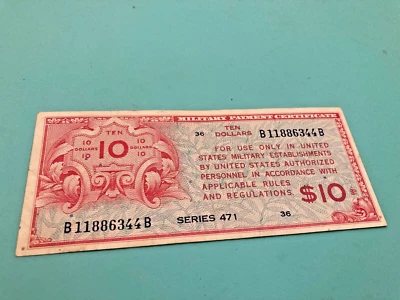 MILITARY PAYMENT CERTIFICATE
TEN
10 DOLLARS 10 DOLLARS 10
10 10
36
TEN
DOLLARS
B11886344B
FOR USE ONLY IN UNITED
STATES MILITARY ESTABLISHMENTS
BY UNITED STATES AUTHORIZED
PERSONNEL IN ACCORDANCE WITH
APPLICABLE RULES
AND REGULATIONS.
$10
B11886344B
SERIES 471
36